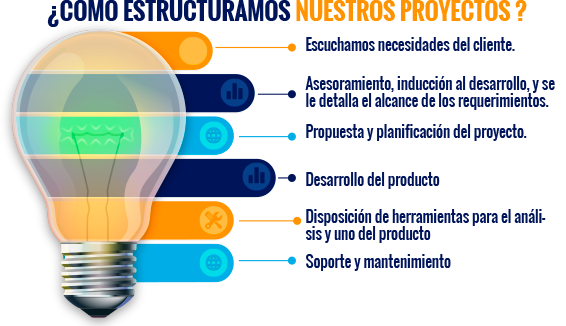 ¿COMO ESTRUCTURAMOS NUESTROS PROYECTOS ?
Escuchamos necesidades del cliente.
Asesoramiento, inducción al desarrollo, y se
le detalla el alcance de los requerimientos.
Propuesta y planificación del proyecto.
Desarrollo del producto
Disposición de herramientas para el análi-
sis y uno del producto
Soporte y mantenimiento